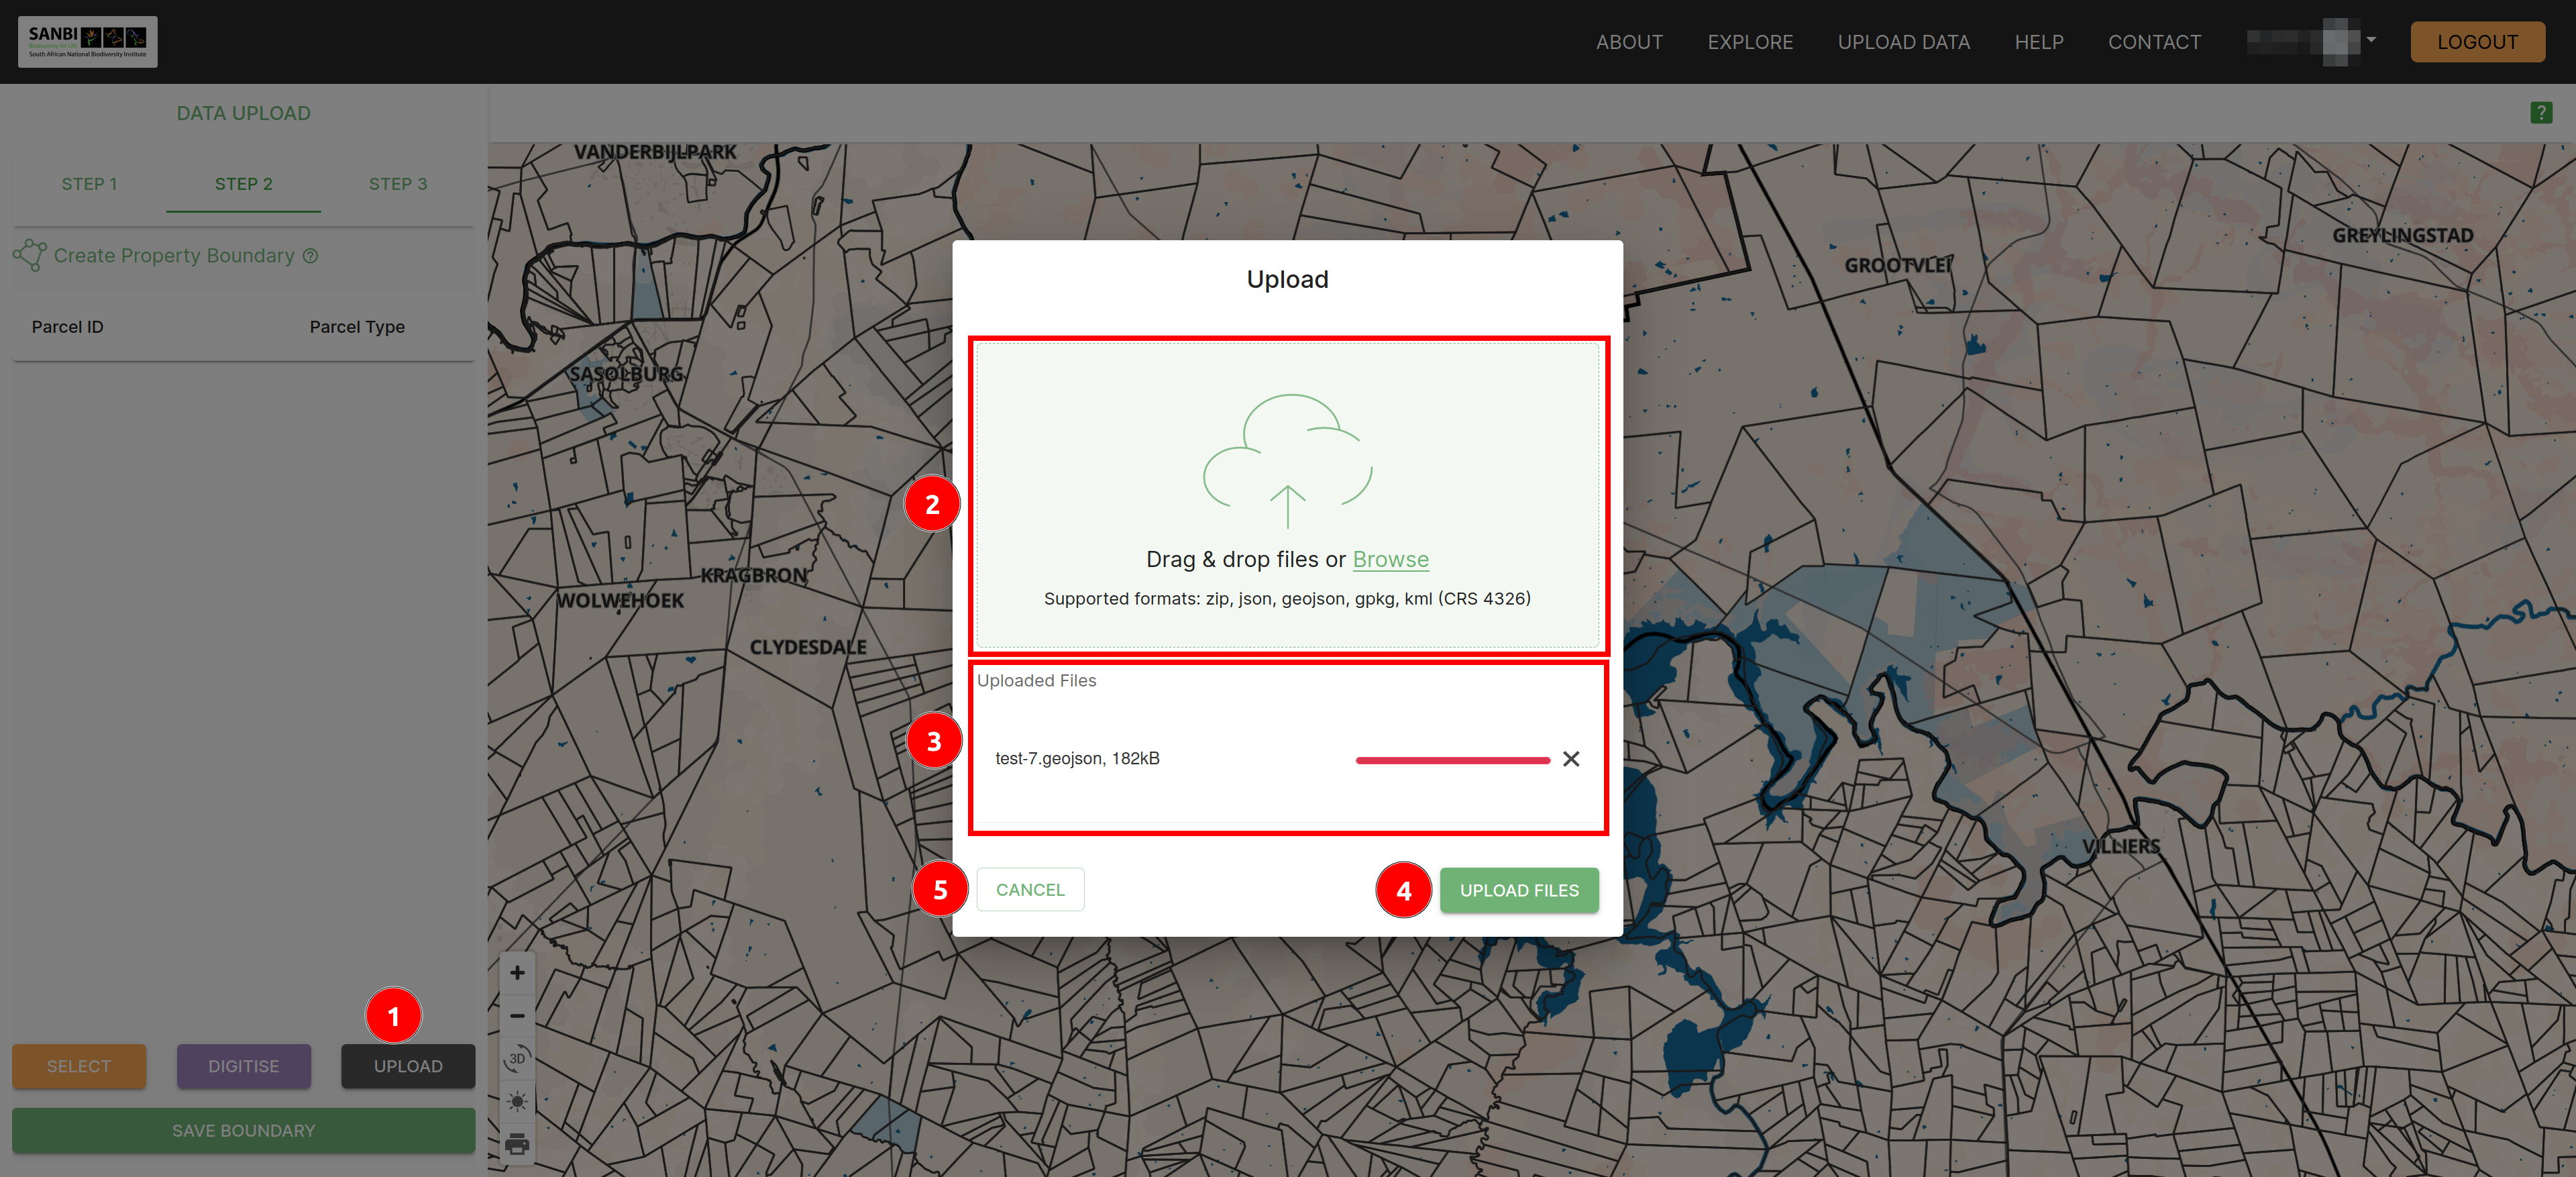 SANBI
Biodiversity for Life
South African National Biodiversity Institute
ABOUT
EXPLORE
UPLOAD DATA
HELP
CONTACT
LOGOUT
DATA UPLOAD
?
STEP 1
STEP 2
STEP 3
Create Property Boundary ?
Parcel ID
Parcel Type
VANDERBIJLPARK
GREYLINGSTAD
GROOTVLEI
SASOLBURG
KRAGBRON
WOLWEHOEK
CLYDESDALE
VILLIERS
Upload
2
Drag & drop files or Browse
Supported formats: zip, json, geojson, gpkg, kml (CRS 4326)
3
Uploaded Files
test-7.geojson, 182kB
5
CANCEL
4
UPLOAD FILES
1
SELECT
DIGITISE
UPLOAD
SAVE BOUNDARY
3D